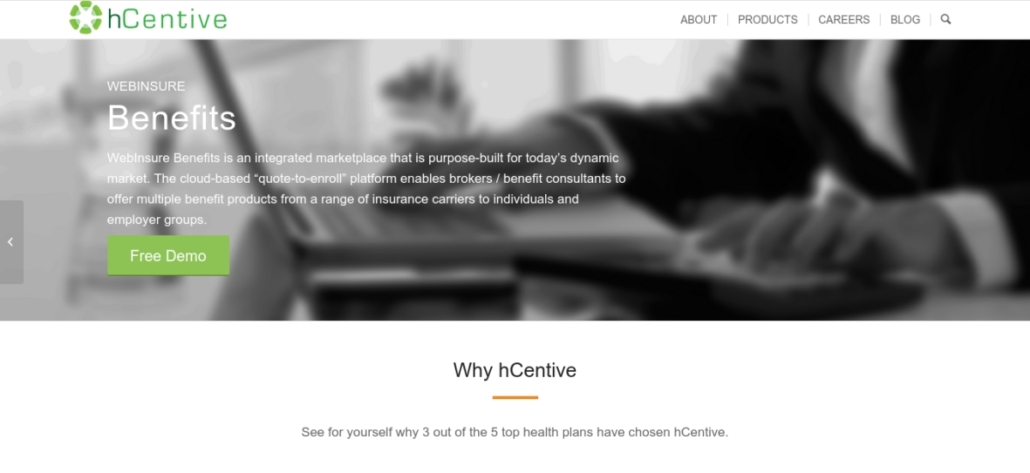 hCentive
ABOUT
PRODUCTS
CAREERS
BLOG
WEBINSURE
Benefits
WebInsure Benefits is an integrated marketplace that is purpose-built for today's dynamic
market. The cloud-based “quote-to-enroll” platform enables brokers / benefit consultants to
offer multiple benefit products from a range of insurance carriers to individuals and
employer groups.
Free Demo
Why hCentive
See for yourself why 3 out of the 5 top health plans have chosen hCentive.